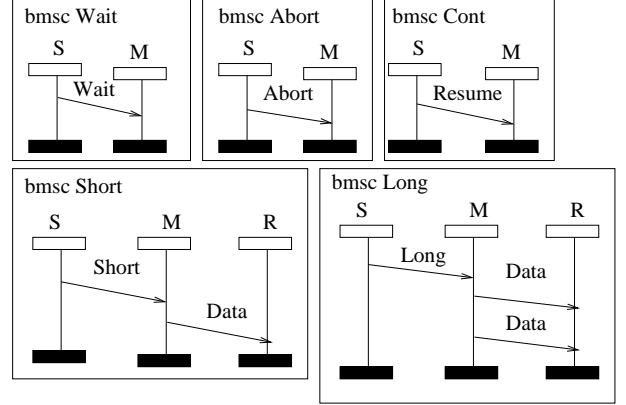 bmsc Wait
S M
Wait
bmsc Abort
S M
Abort
bmsc Cont
S M
Resume
bmsc Short
S M R
Short
Data
bmsc Long
S M R
Long
Data
Data